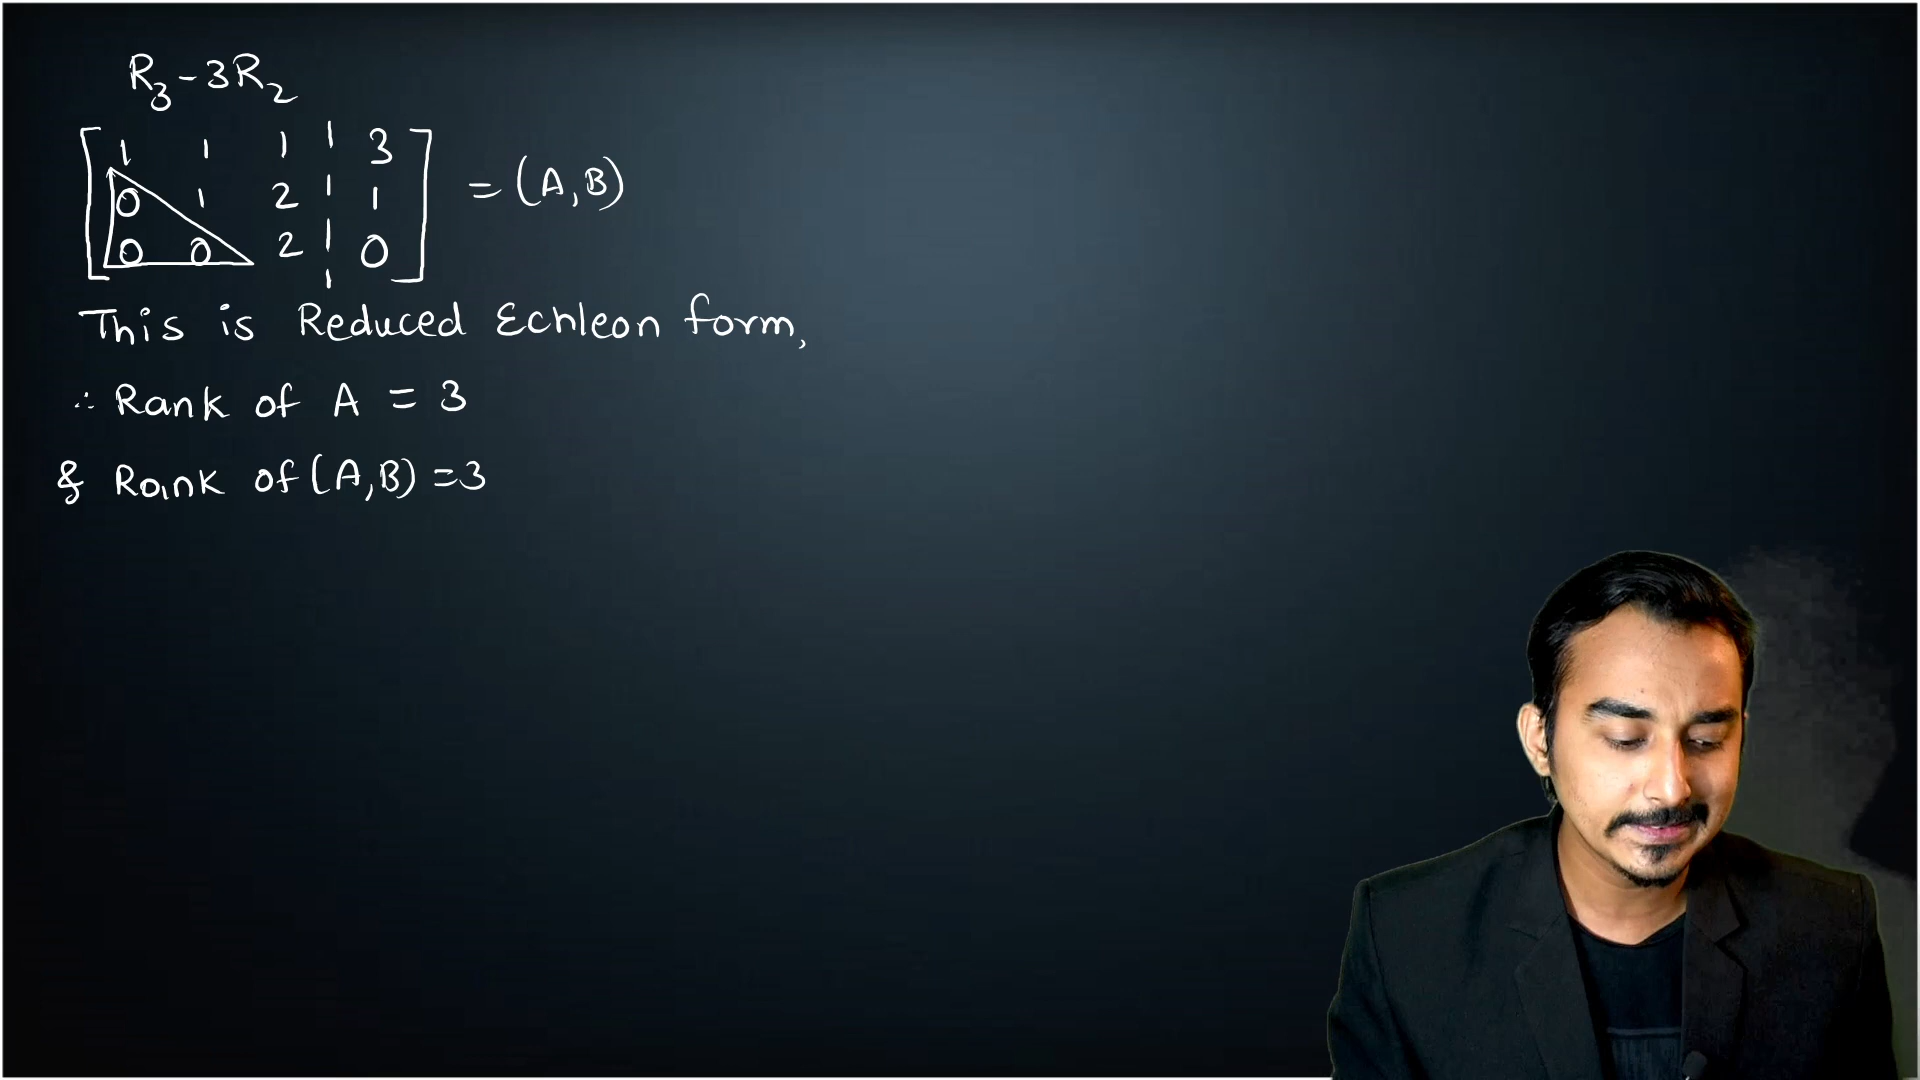 R3-3R2
1 1 1 | 3
0 1 2 | 1 = (A,B)
0 0 2 | 0
This is Reduced Echleon form,
∴ Rank of A = 3
& Rank of (A,B) = 3